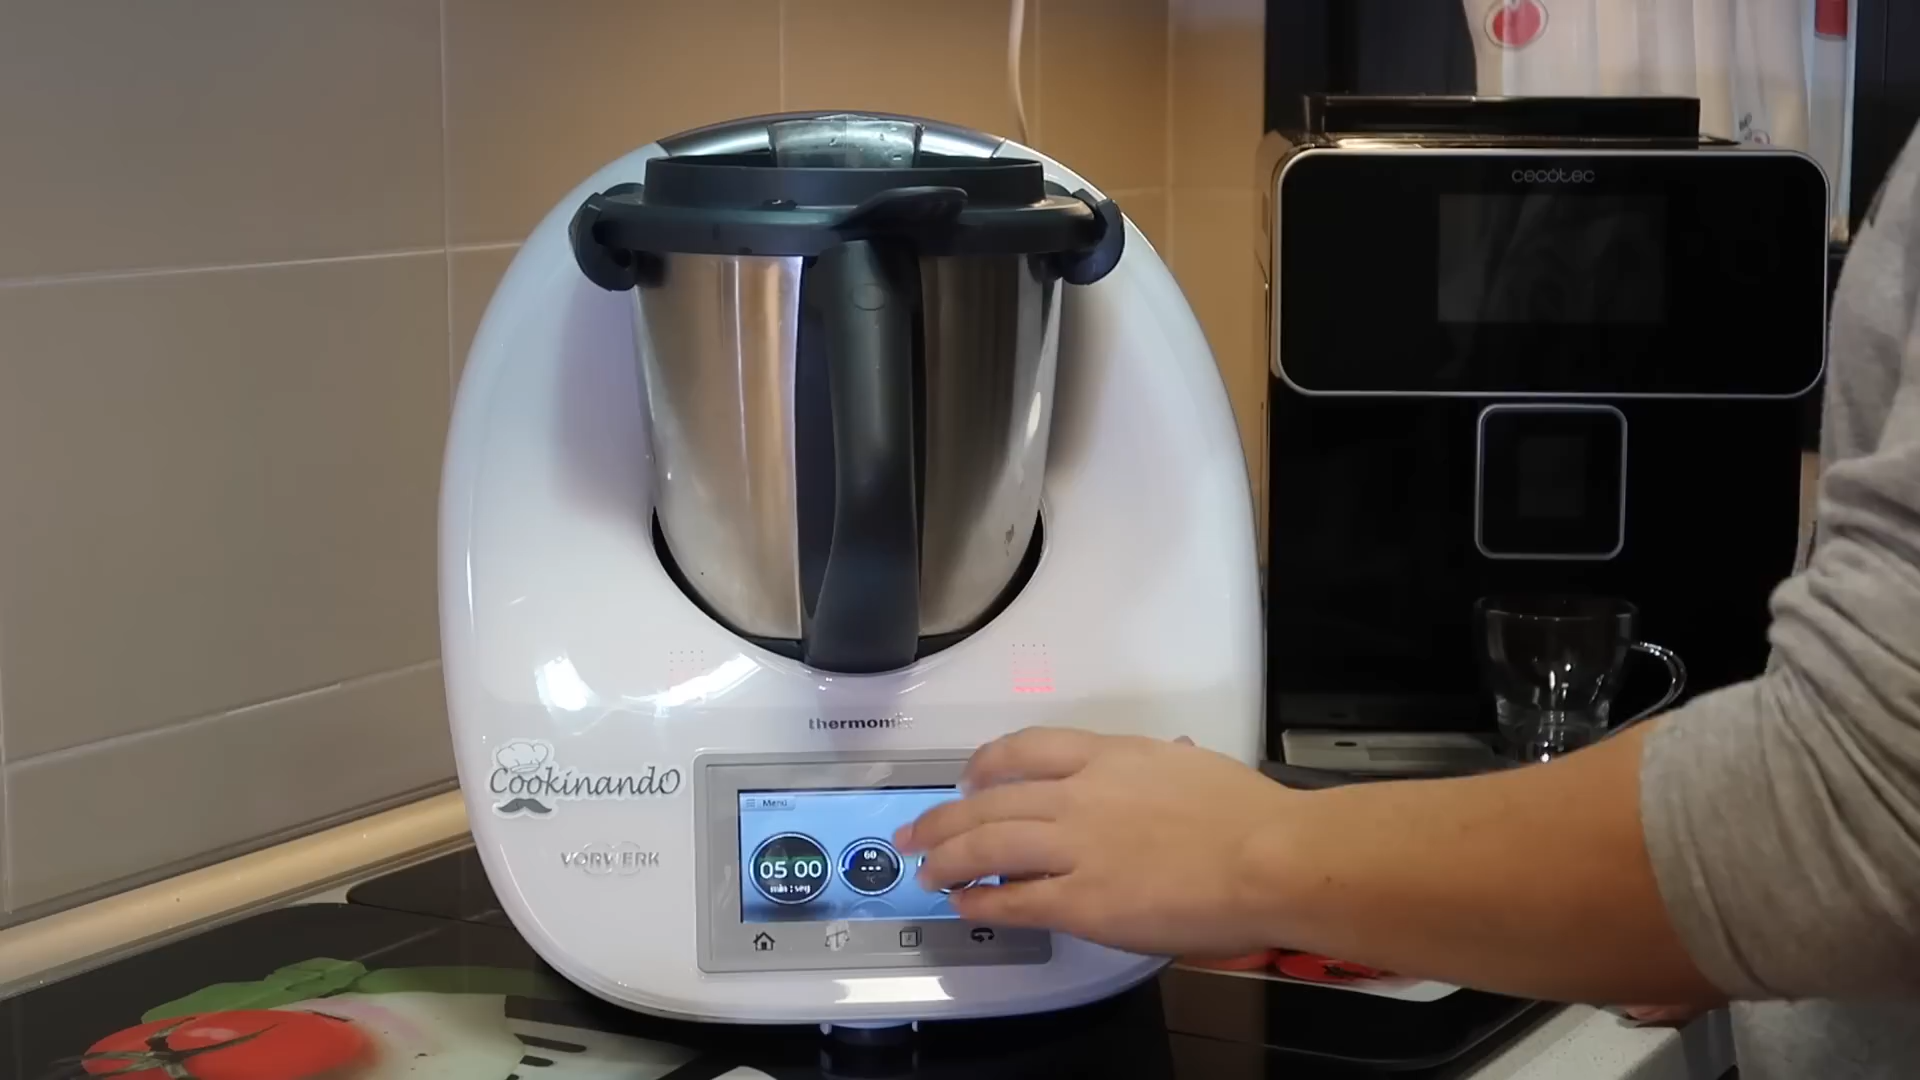 cecotec
thermomix
CookinandO
VORWERK
Menú
05 00
min : seg
60
---
°C